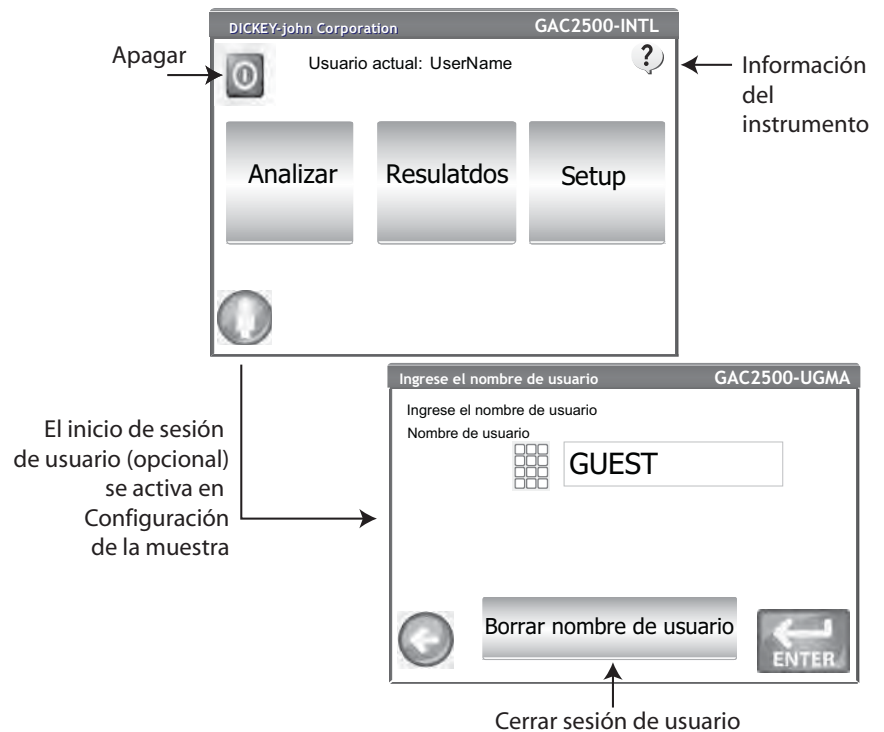 DICKEY-john Corporation GAC2500-INTL
Apagar
Usuario actual: UserName
?
Información
del
instrumento
Analizar Resulatdos Setup
El inicio de sesión
de usuario (opcional)
se activa en
Configuración
de la muestra
Ingrese el nombre de usuario GAC2500-UGMA
Ingrese el nombre de usuario
Nombre de usuario
GUEST
Borrar nombre de usuario
ENTER
Cerrar sesión de usuario